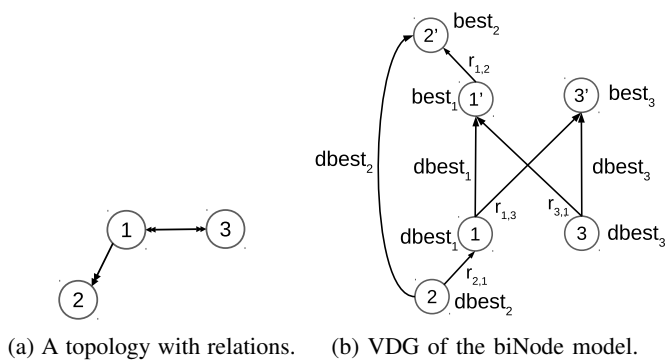 2' best₂
r₁,₂
best₁ 1' 3' best₃
dbest₂ dbest₁ dbest₃
1 3 r₁,₃ r₃,₁
dbest₁ 1 3 dbest₃
r₂,₁
2 2 dbest₂
(a) A topology with relations. (b) VDG of the biNode model.